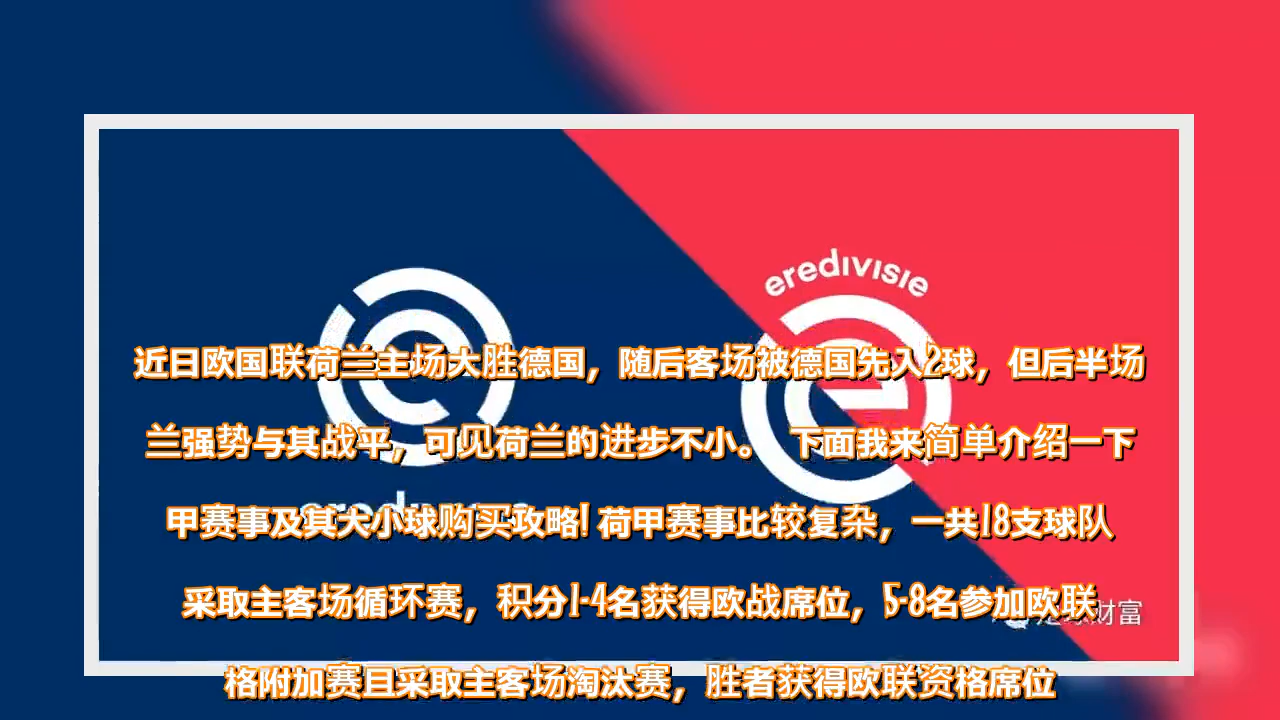 eredivisie
近日欧国联荷兰主场大胜德国，随后客场被德国先入2球，但后半场
兰强势与其战平，可见荷兰的进步不小。 下面我来简单介绍一下
甲赛事及其大小球购买攻略! 荷甲赛事比较复杂，一共18支球队
采取主客场循环赛，积分1-4名获得欧战席位，5-8名参加欧联
财富
格附加赛且采取主客场淘汰赛，胜者获得欧联资格席位